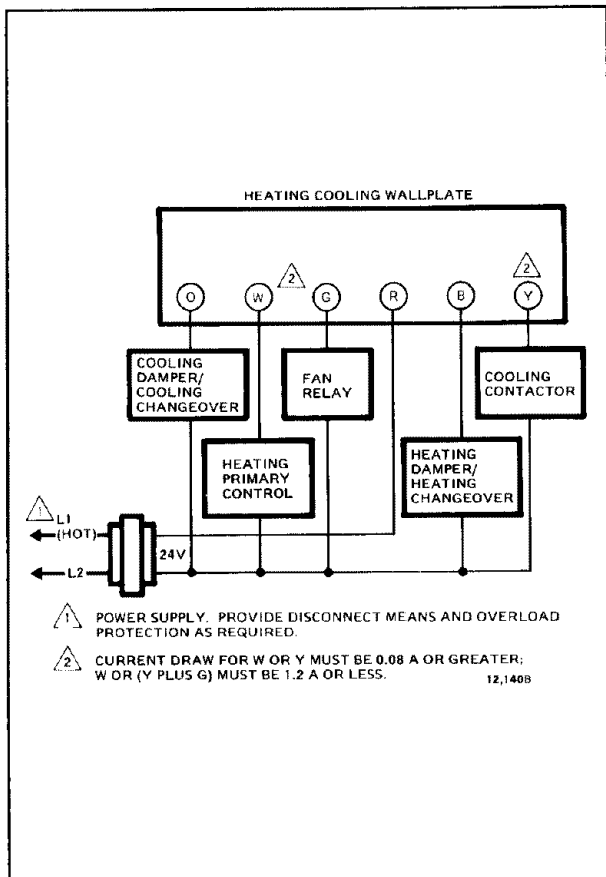 HEATING COOLING WALLPLATE
2
2
O
W
G
R
B
Y
COOLING
DAMPER/
COOLING
CHANGEOVER
FAN
RELAY
COOLING
CONTACTOR
HEATING
PRIMARY
CONTROL
HEATING
DAMPER/
HEATING
CHANGEOVER
1
L1
(HOT)
24V
L2
1 POWER SUPPLY. PROVIDE DISCONNECT MEANS AND OVERLOAD
PROTECTION AS REQUIRED.
2 CURRENT DRAW FOR W OR Y MUST BE 0.08 A OR GREATER;
W OR (Y PLUS G) MUST BE 1.2 A OR LESS.
12,140B